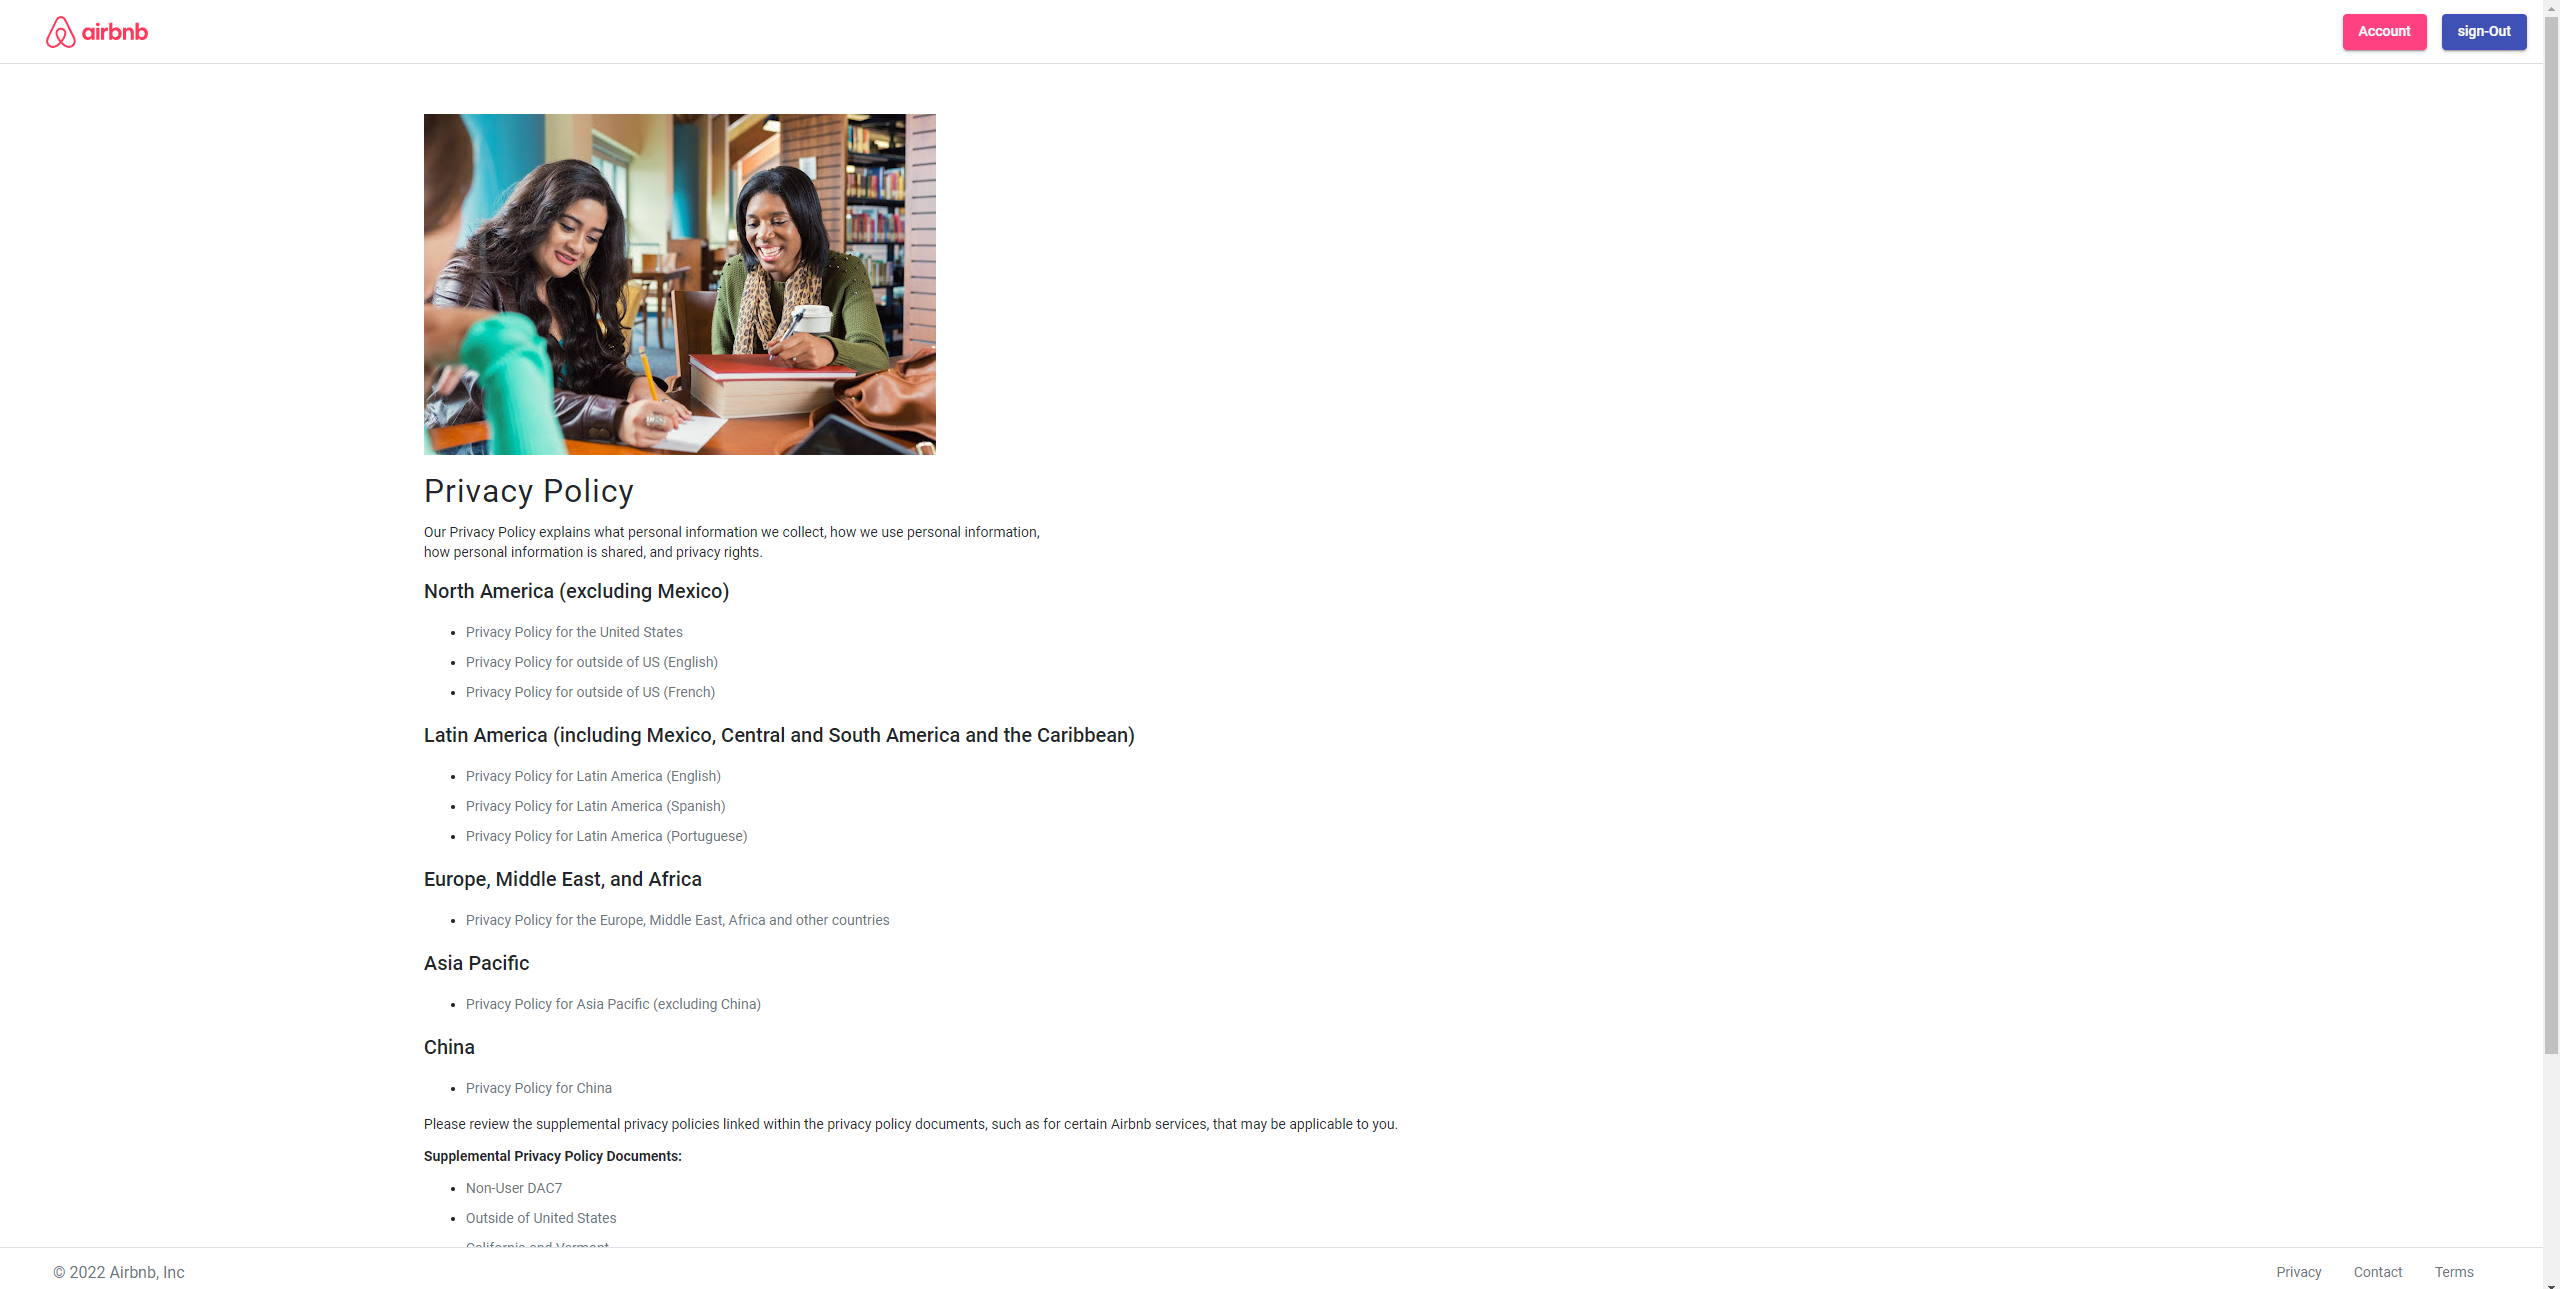 airbnb
Account
sign-Out
Privacy Policy
Our Privacy Policy explains what personal information we collect, how we use personal information,
how personal information is shared, and privacy rights.
North America (excluding Mexico)
Privacy Policy for the United States
Privacy Policy for outside of US (English)
Privacy Policy for outside of US (French)
Latin America (including Mexico, Central and South America and the Caribbean)
Privacy Policy for Latin America (English)
Privacy Policy for Latin America (Spanish)
Privacy Policy for Latin America (Portuguese)
Europe, Middle East, and Africa
Privacy Policy for the Europe, Middle East, Africa and other countries
Asia Pacific
Privacy Policy for Asia Pacific (excluding China)
China
Privacy Policy for China
Please review the supplemental privacy policies linked within the privacy policy documents, such as for certain Airbnb services, that may be applicable to you.
Supplemental Privacy Policy Documents:
Non-User DAC7
Outside of United States
California and Vermont
© 2022 Airbnb, Inc
Privacy
Contact
Terms